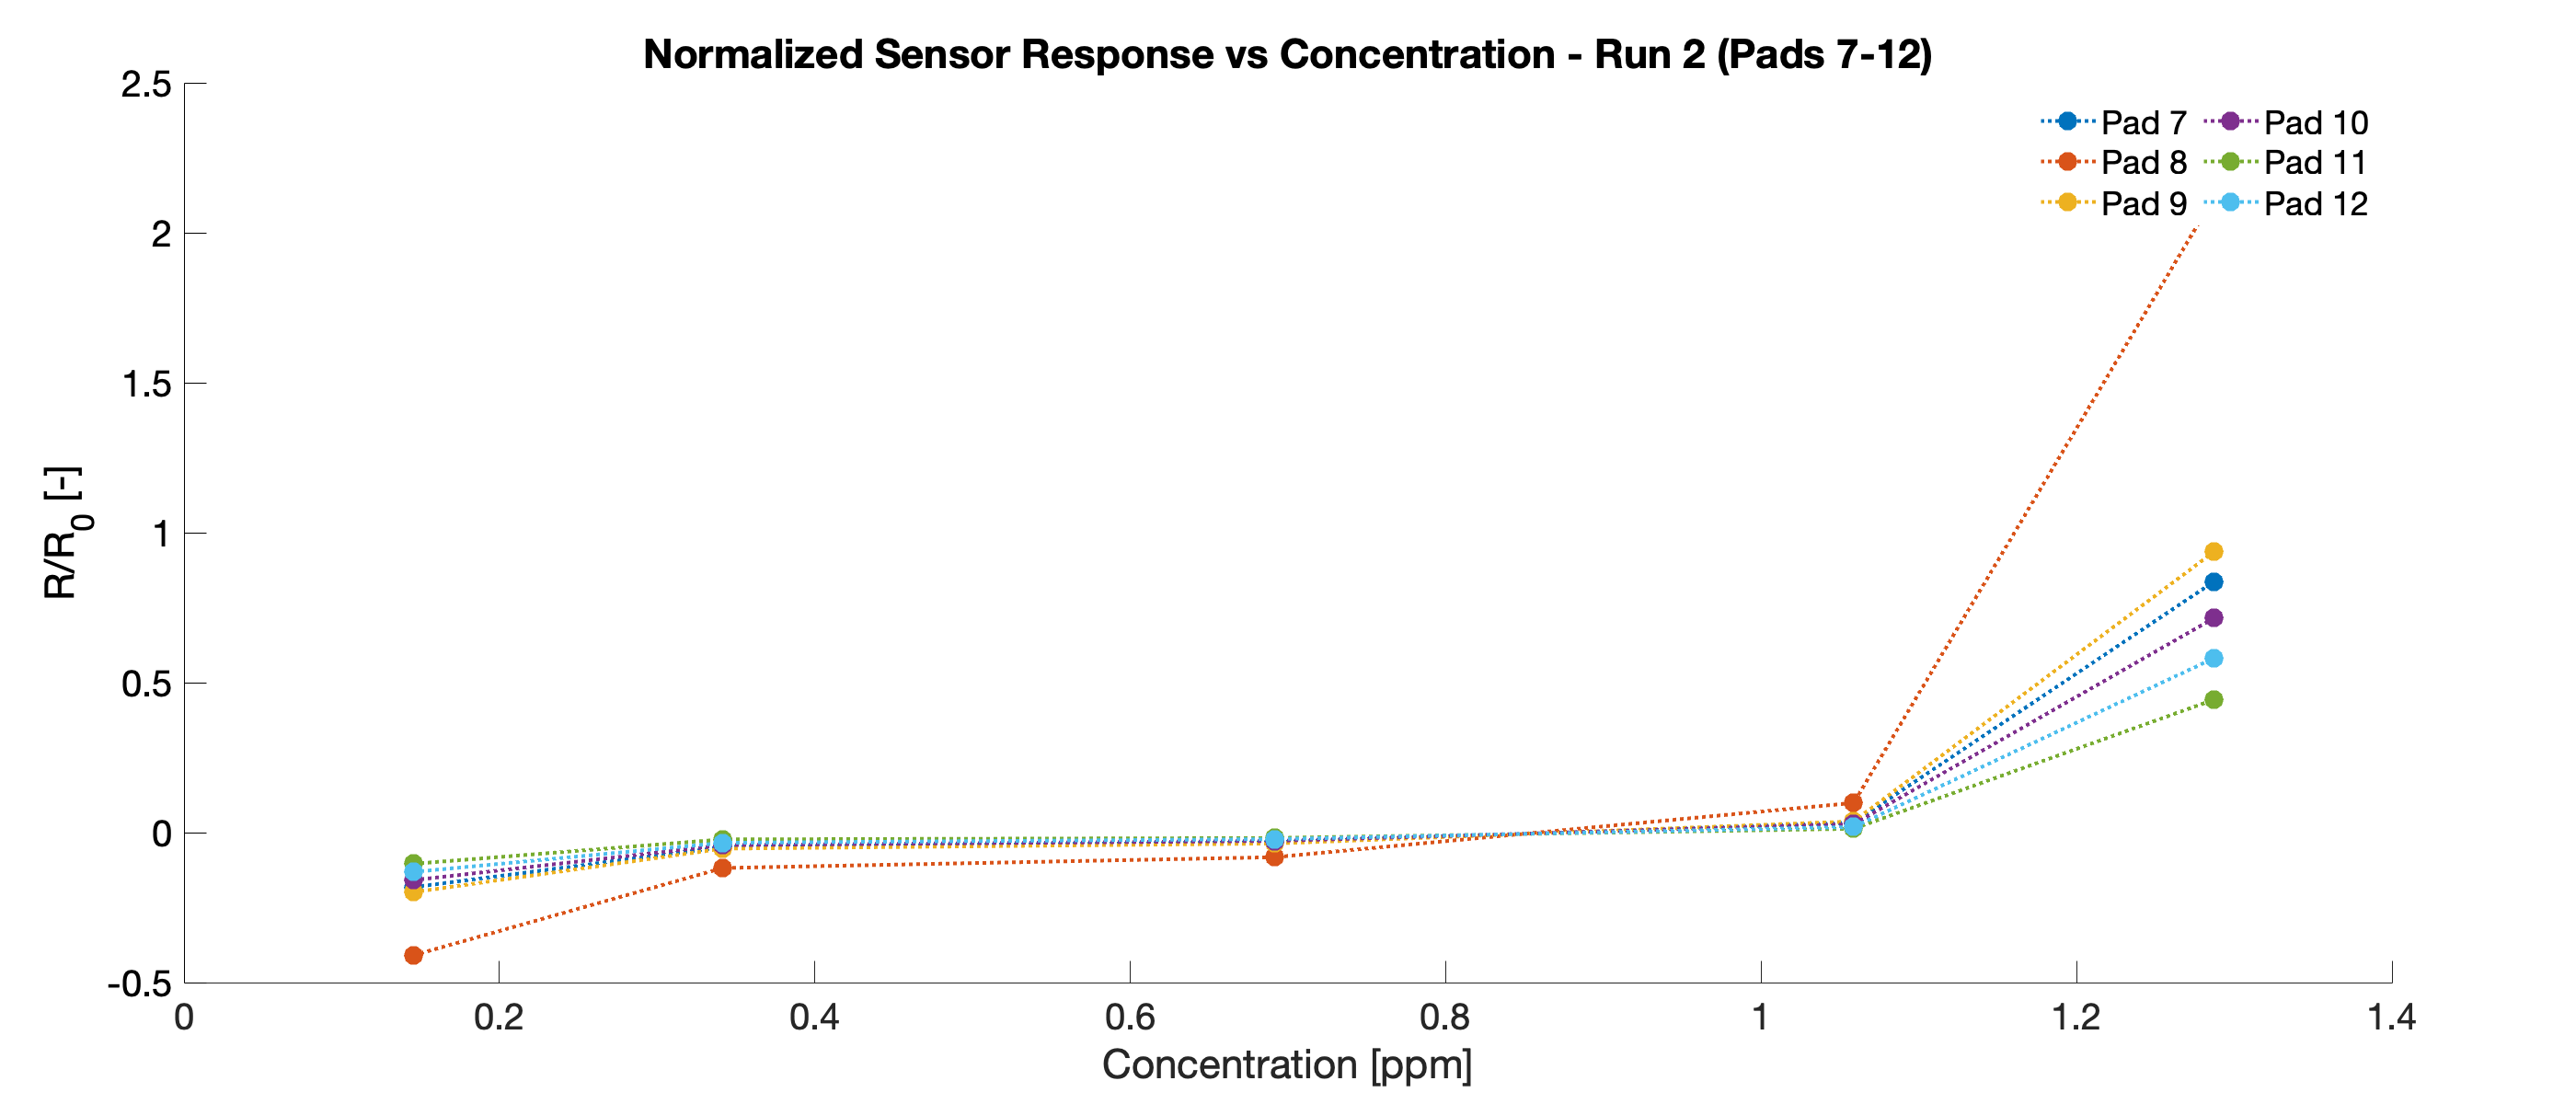 Normalized Sensor Response vs Concentration - Run 2 (Pads 7-12)
2.5
2
1.5
1
0.5
0
-0.5
R/R0 [-]
Pad 7
Pad 8
Pad 9
Pad 10
Pad 11
Pad 12
0 0.2 0.4 0.6 0.8 1 1.2 1.4
Concentration [ppm]